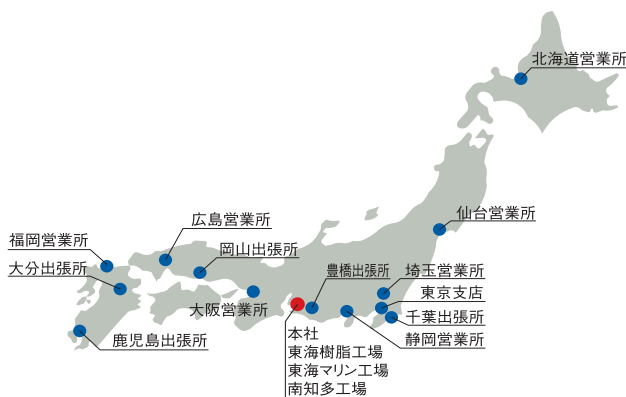 北海道営業所
仙台営業所
広島営業所
福岡営業所
岡山出張所
大分出張所
豊橋出張所
埼玉営業所
東京支店
大阪営業所
千葉出張所
鹿児島出張所
静岡営業所
本社
東海樹脂工場
東海マリン工場
南知多工場